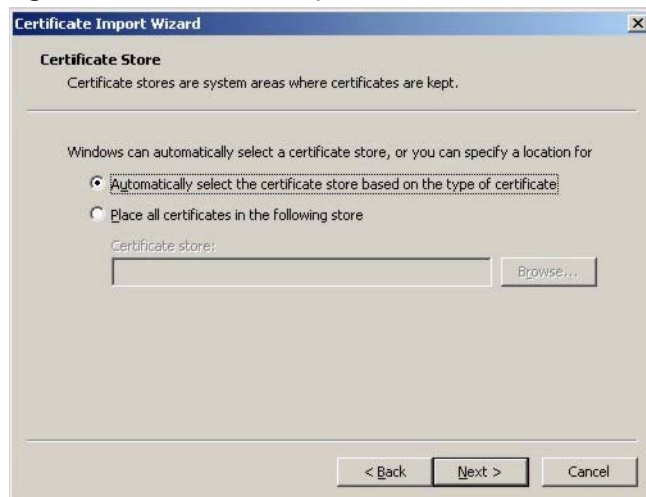 Certificate Import Wizard
Certificate Store
Certificate stores are system areas where certificates are kept.
Windows can automatically select a certificate store, or you can specify a location for
Automatically select the certificate store based on the type of certificate
Place all certificates in the following store
Certificate store:
Browse...
< Back
Next >
Cancel